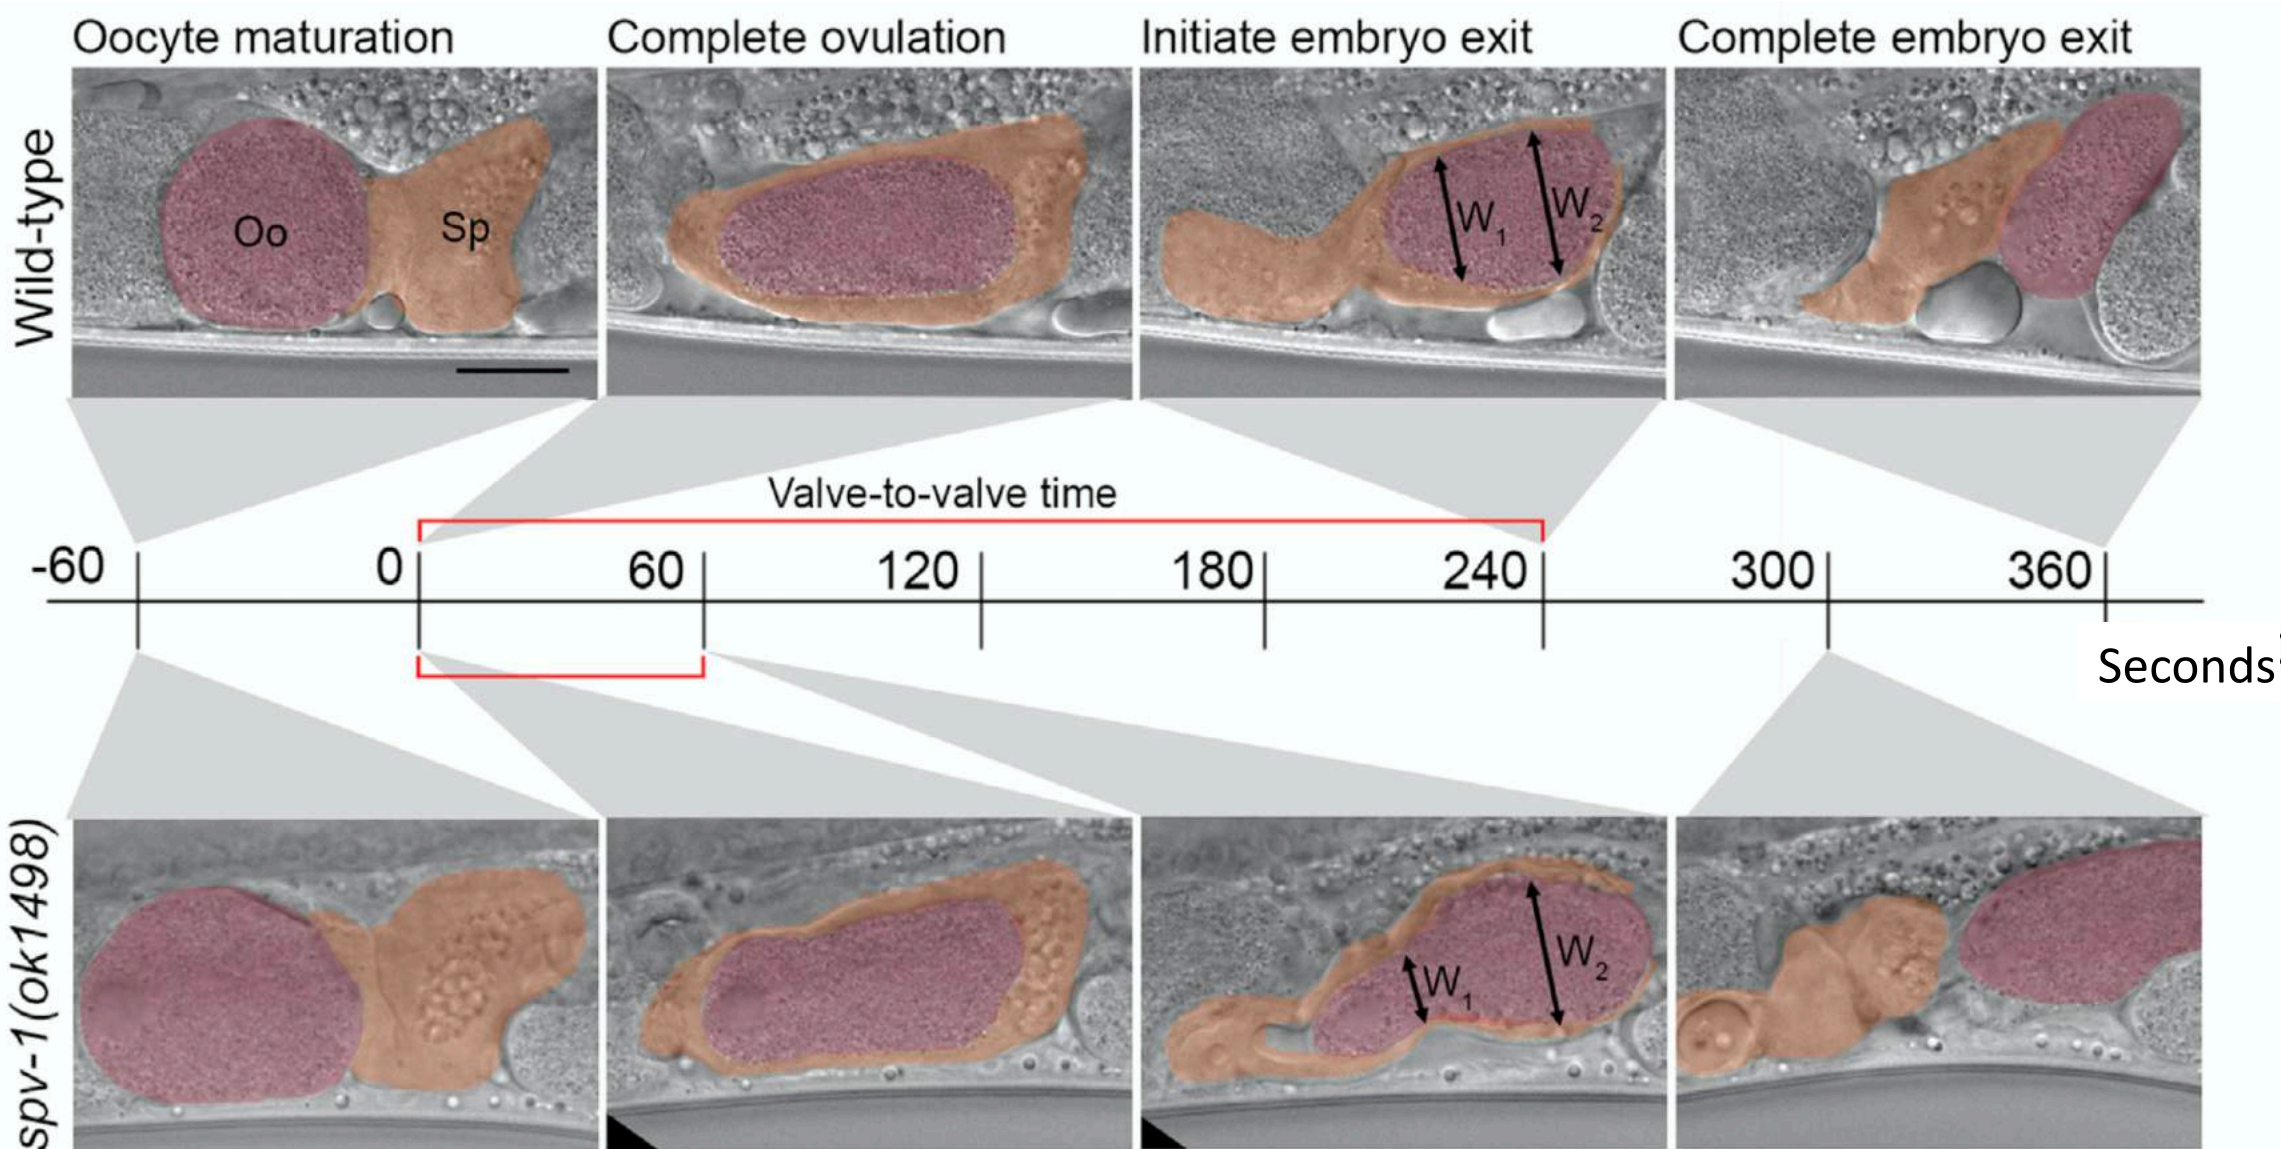 Oocyte maturation
Complete ovulation
Initiate embryo exit
Complete embryo exit
Wild-type
Oo
Sp
W1
W2
Valve-to-valve time
-60
0
60
120
180
240
300
360
Seconds
spv-1(ok1498)
W1
W2